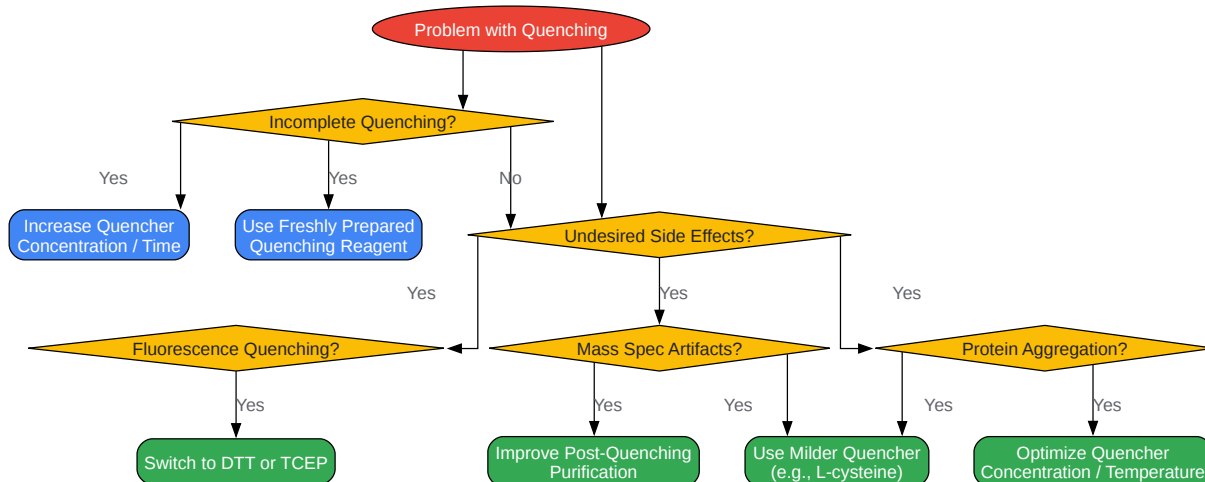 Problem with Quenching
Incomplete Quenching?
Yes
Yes
No
Increase Quencher
Concentration / Time
Use Freshly Prepared
Quenching Reagent
Undesired Side Effects?
Yes
Yes
Yes
Fluorescence Quenching?
Mass Spec Artifacts?
Protein Aggregation?
Yes
Yes
Yes
Yes
Yes
Switch to DTT or TCEP
Improve Post-Quenching
Purification
Use Milder Quencher
(e.g., L-cysteine)
Optimize Quencher
Concentration / Temperature